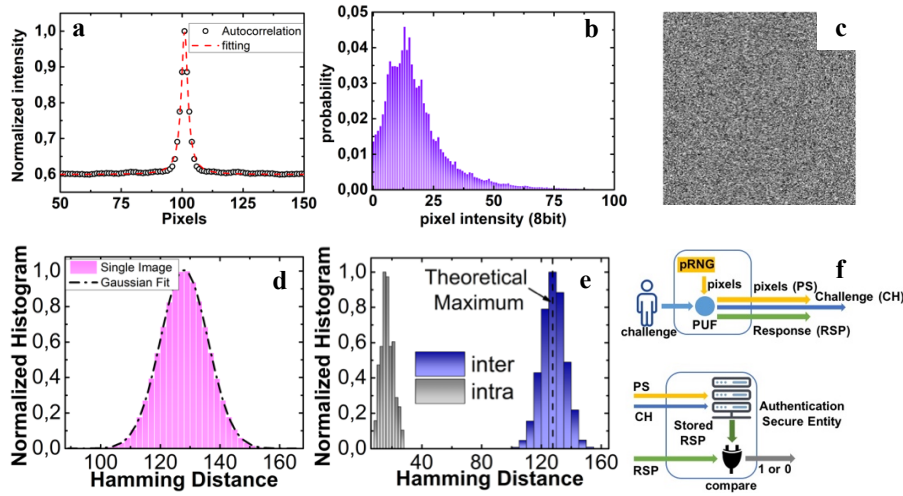 a
Autocorrelation
fitting
Normalized intensity
1,0
0,9
0,8
0,7
0,6
50
75
100
125
150
Pixels
b
probability
0,05
0,04
0,03
0,02
0,01
0,00
0
25
50
75
100
pixel intensity (8bit)
c
d
Single Image
Gaussian Fit
Normalized Histogram
1,0
0,8
0,6
0,4
0,2
0,0
100
120
140
160
Hamming Distance
e
Theoretical
Maximum
inter
intra
Normalized Histogram
1,0
0,8
0,6
0,4
0,2
0,0
40
80
120
160
Hamming Distance
f
pRNG
pixels
pixels (PS)
Challenge (CH)
challenge
PUF
Response (RSP)
PS
CH
Stored
RSP
Authentication
Secure Entity
RSP
1 or 0
compare